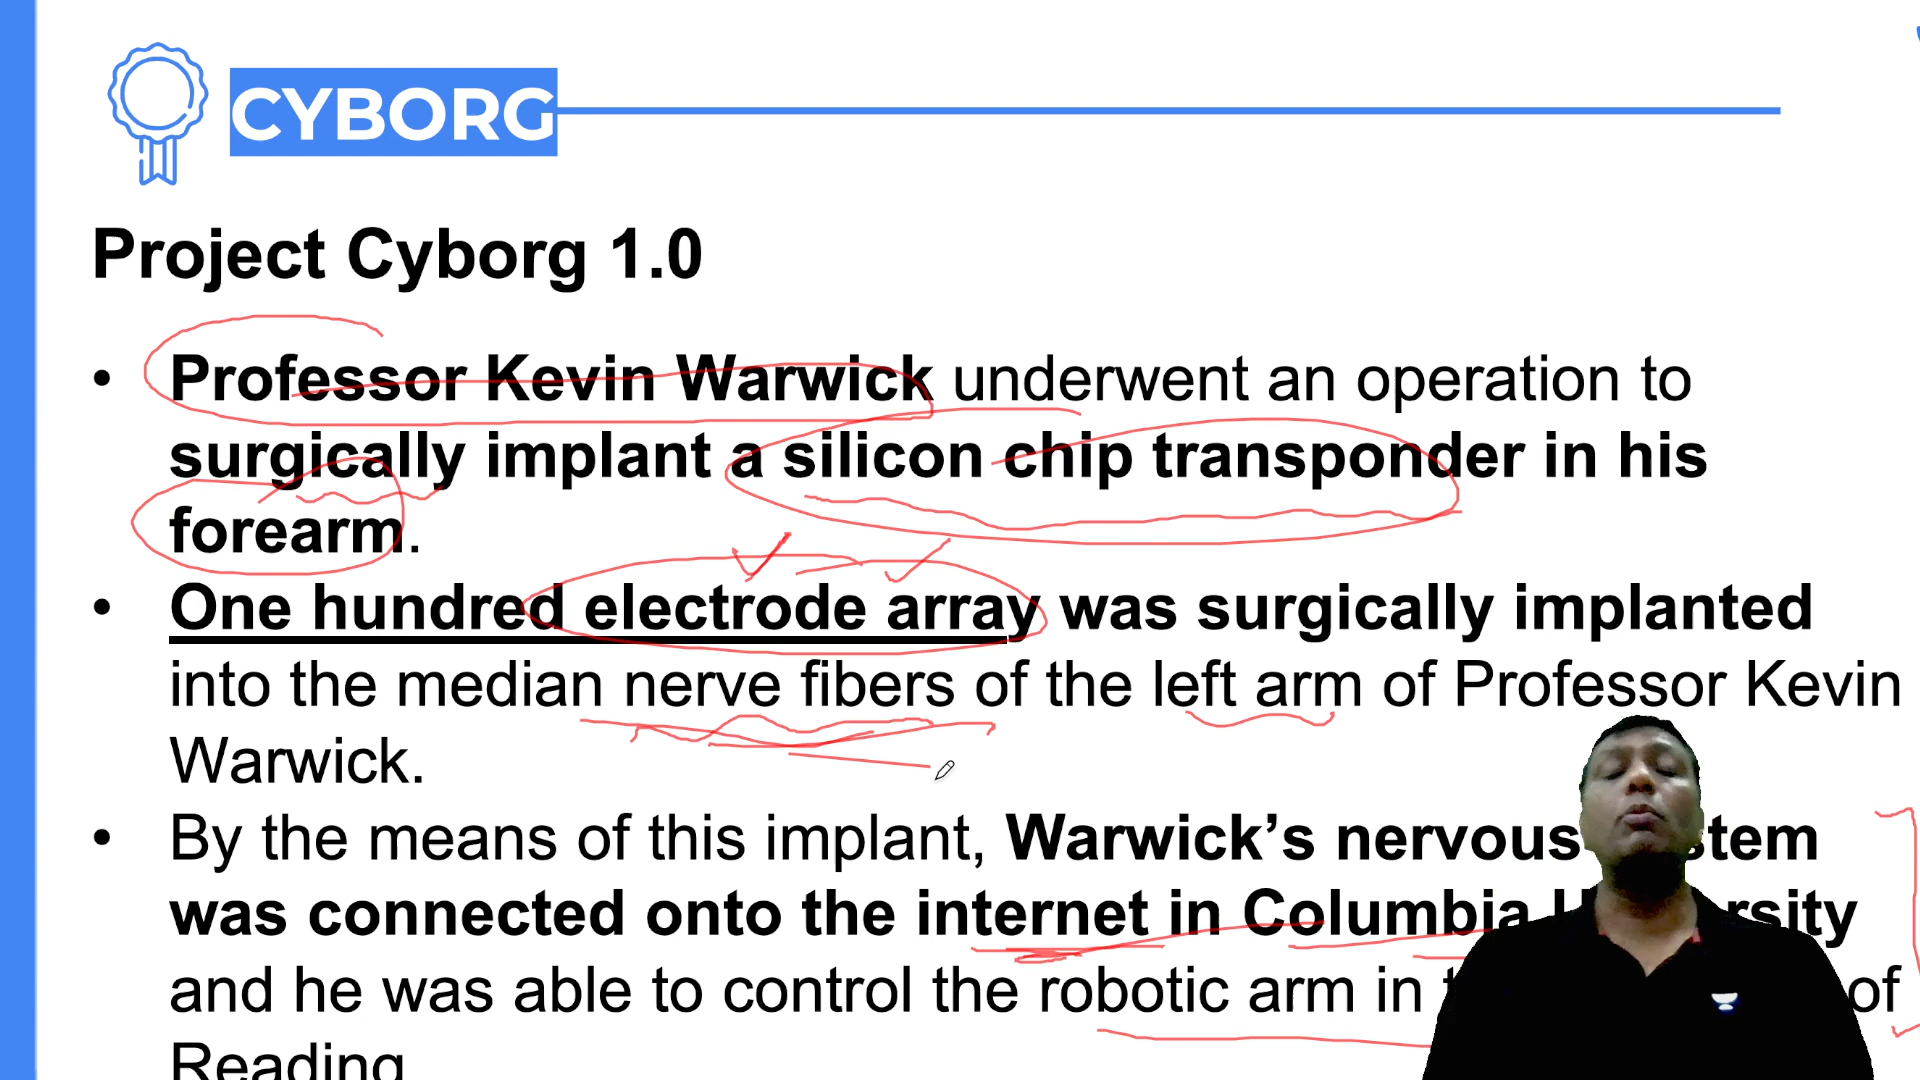 CYBORG
Project Cyborg 1.0
• Professor Kevin Warwick underwent an operation to
surgically implant a silicon chip transponder in his
forearm.
• One hundred electrode array was surgically implanted
into the median nerve fibers of the left arm of Professor Kevin
Warwick.
• By the means of this implant, Warwick’s nervous
was connected onto the internet in Columbia
and he was able to control the robotic arm in of
Reading